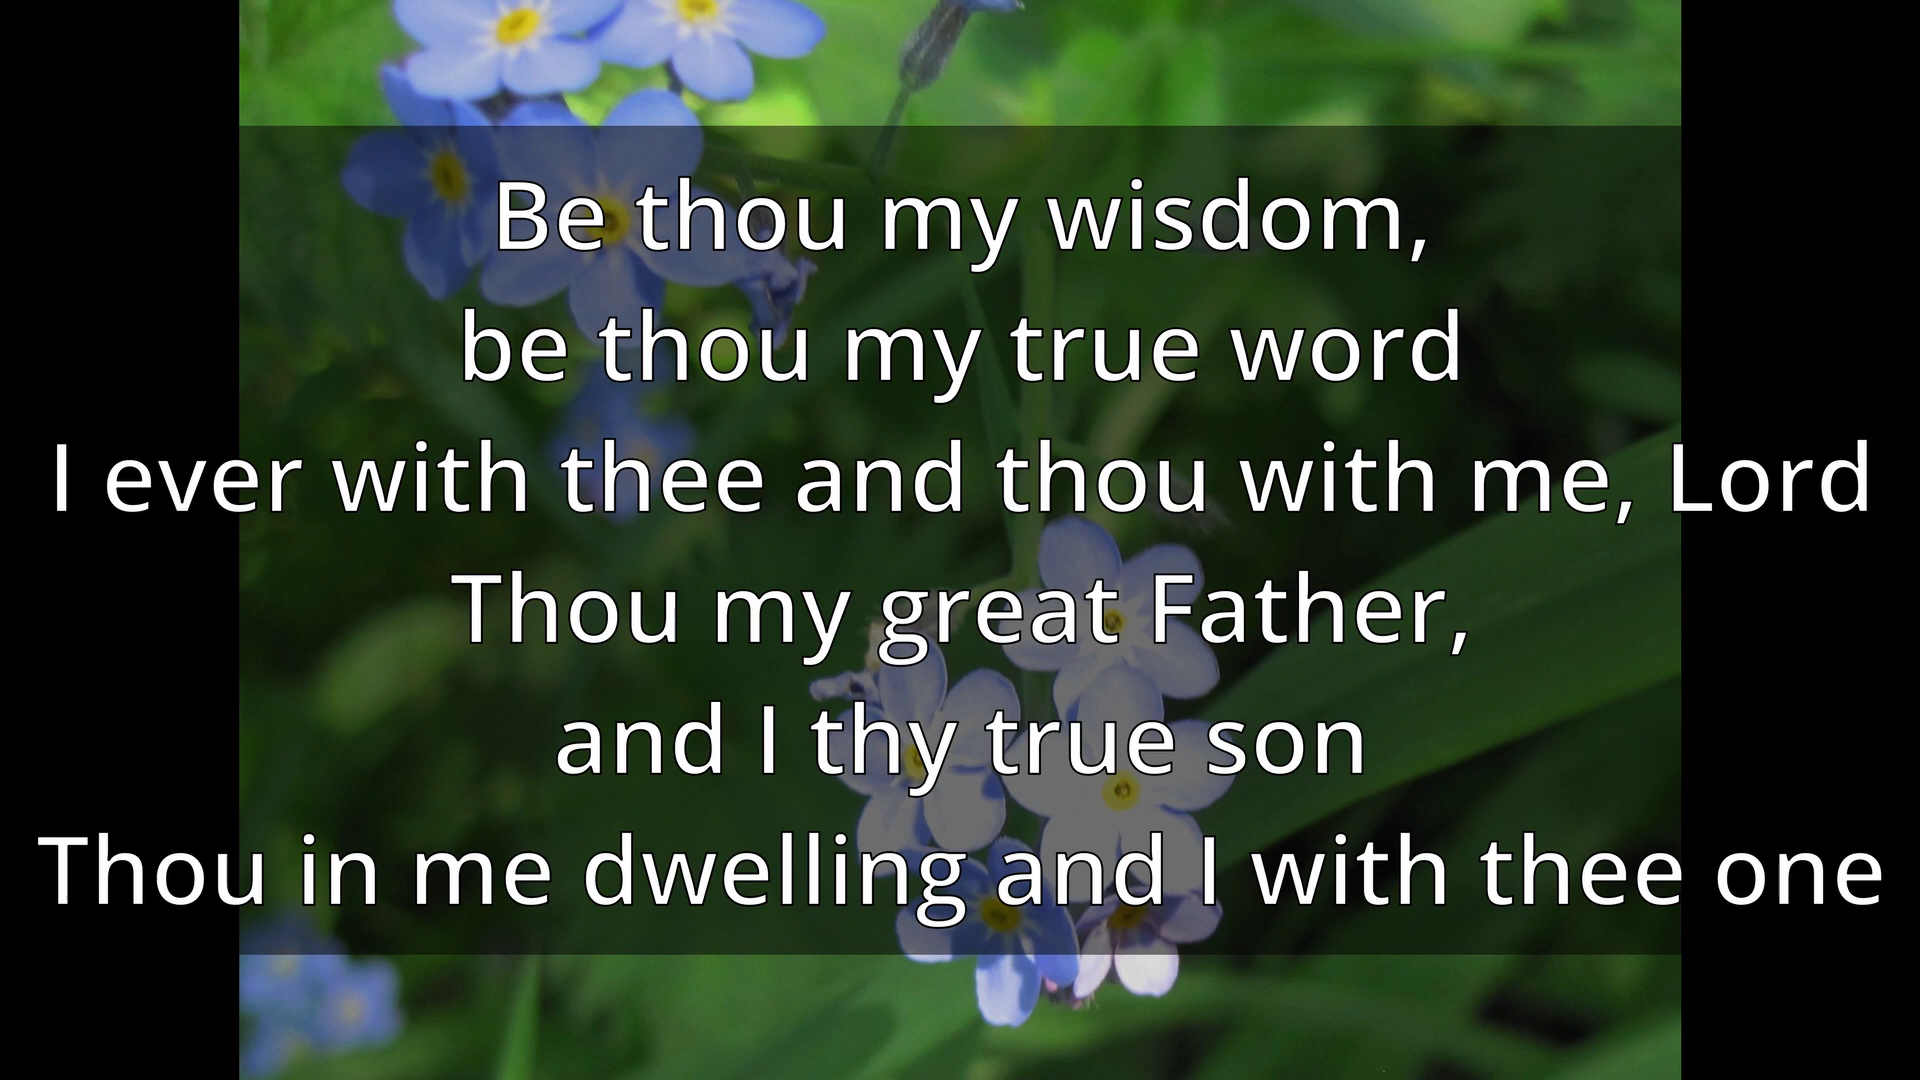 Be thou my wisdom,
be thou my true word
I ever with thee and thou with me, Lord
Thou my great Father,
and I thy true son
Thou in me dwelling and I with thee one